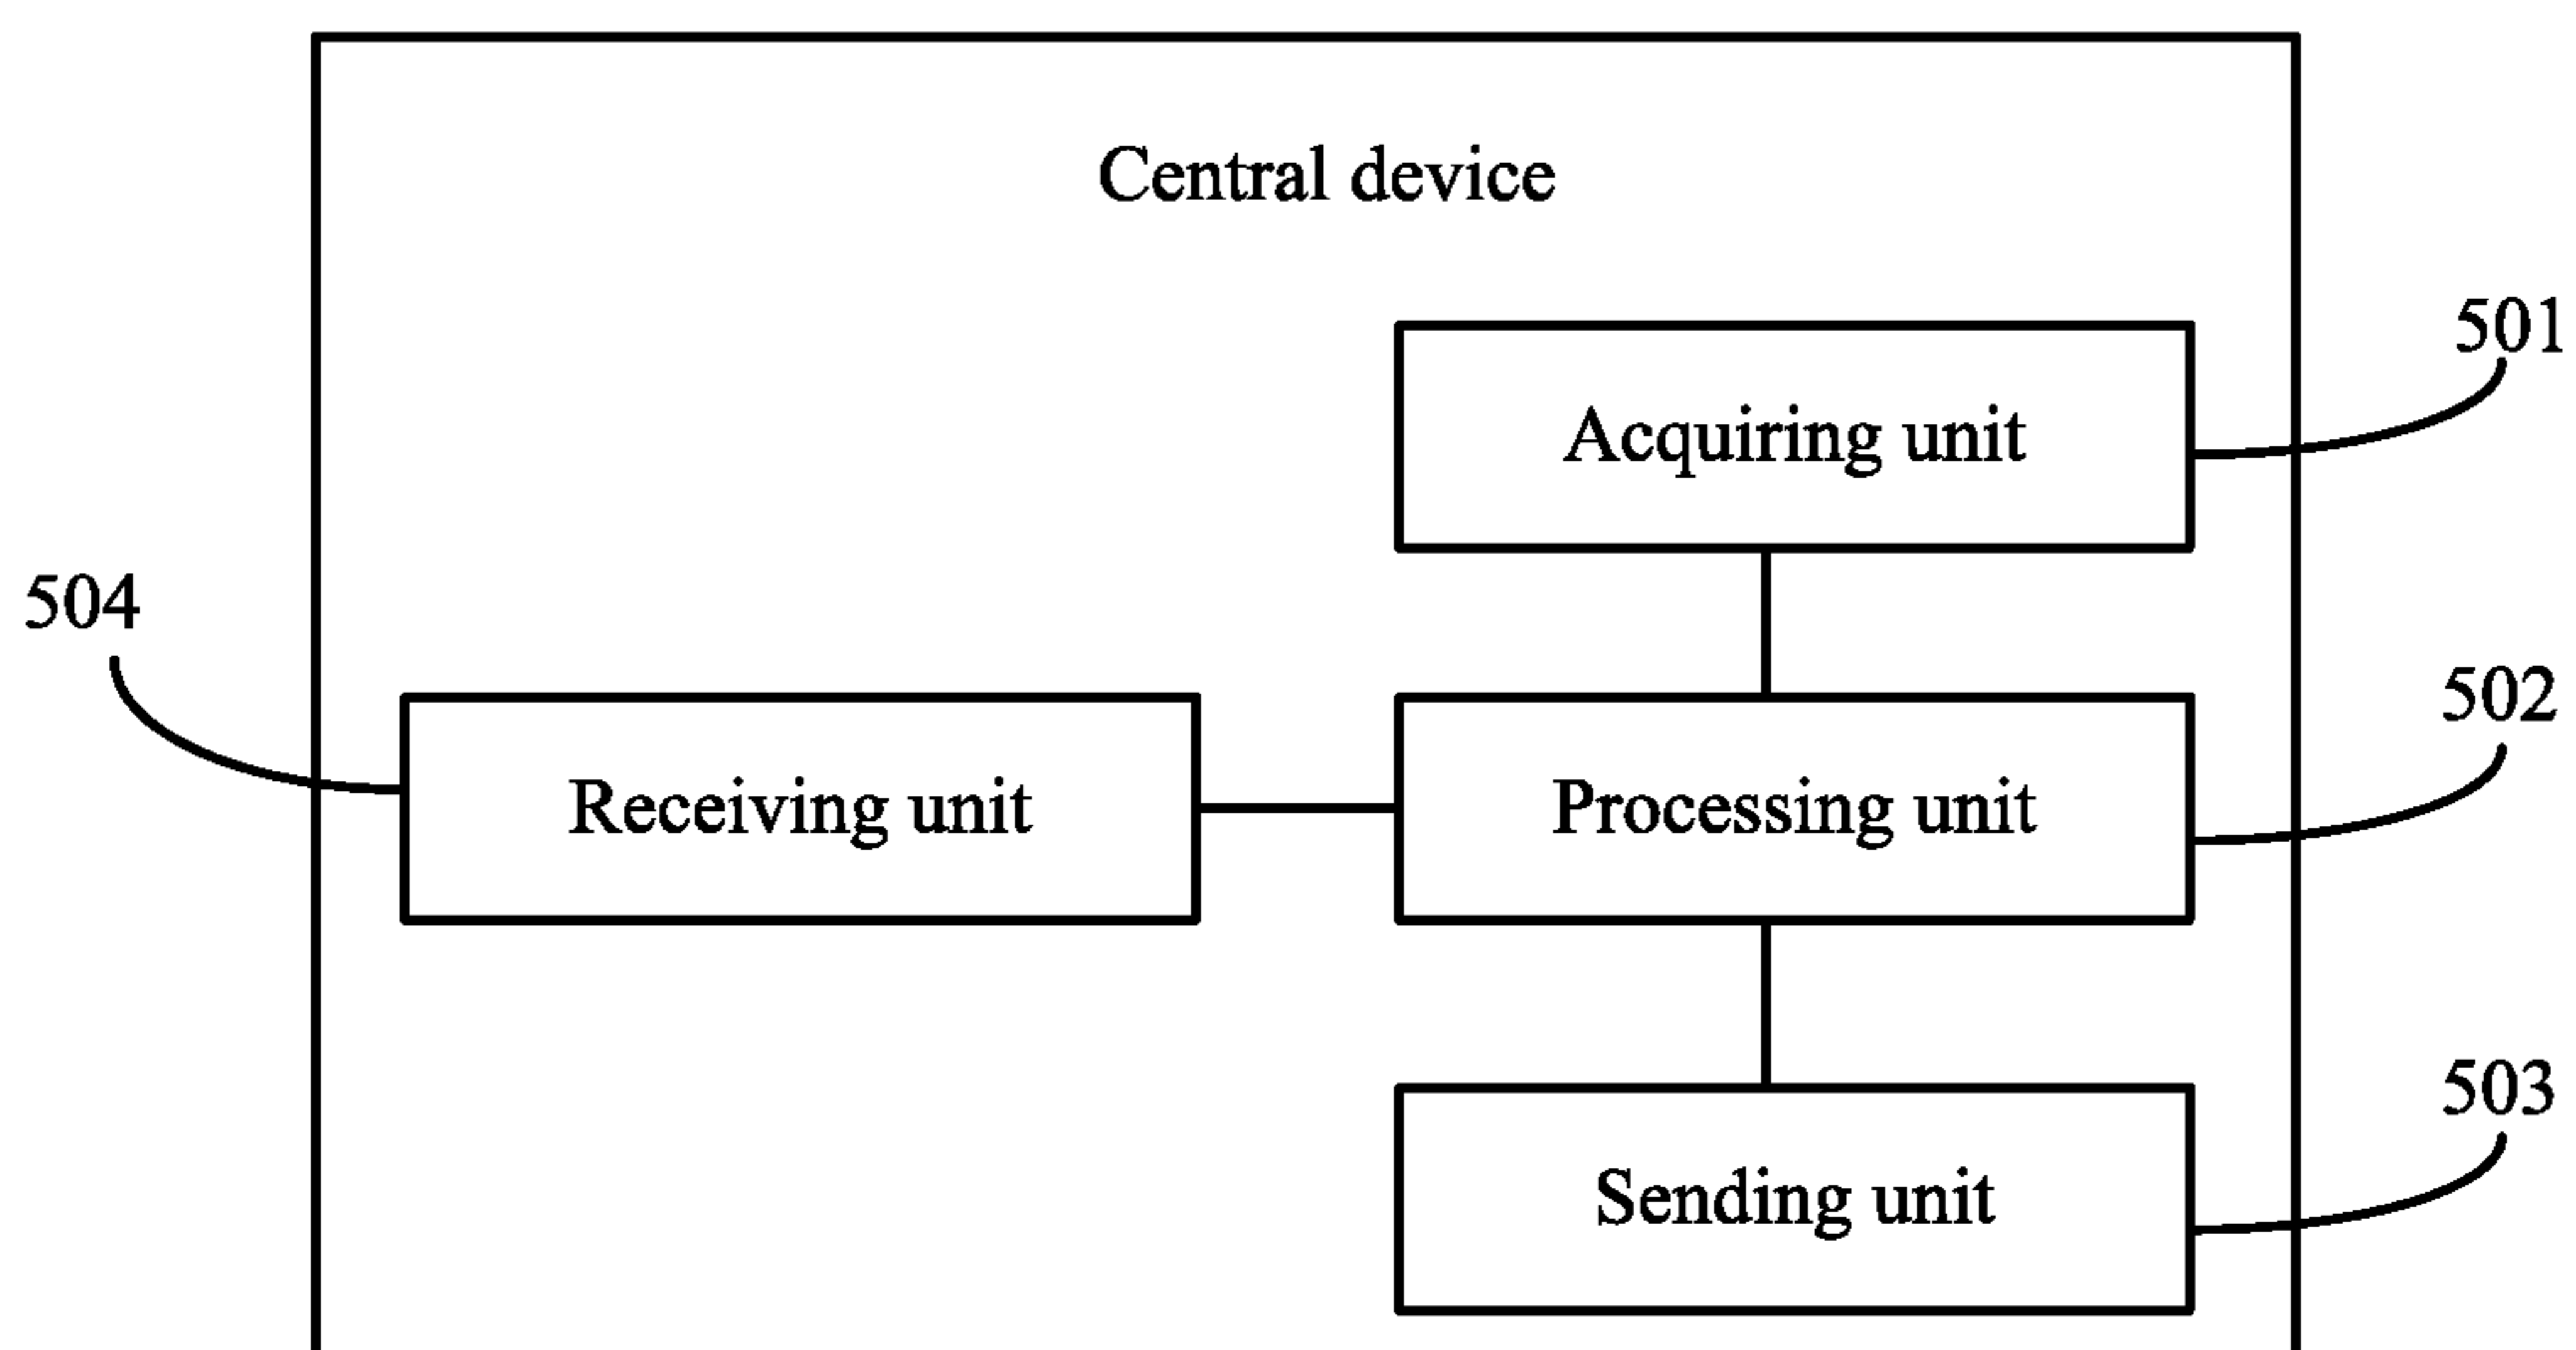 Central device
501
Acquiring unit
504
502
Receiving unit
Processing unit
503
Sending unit